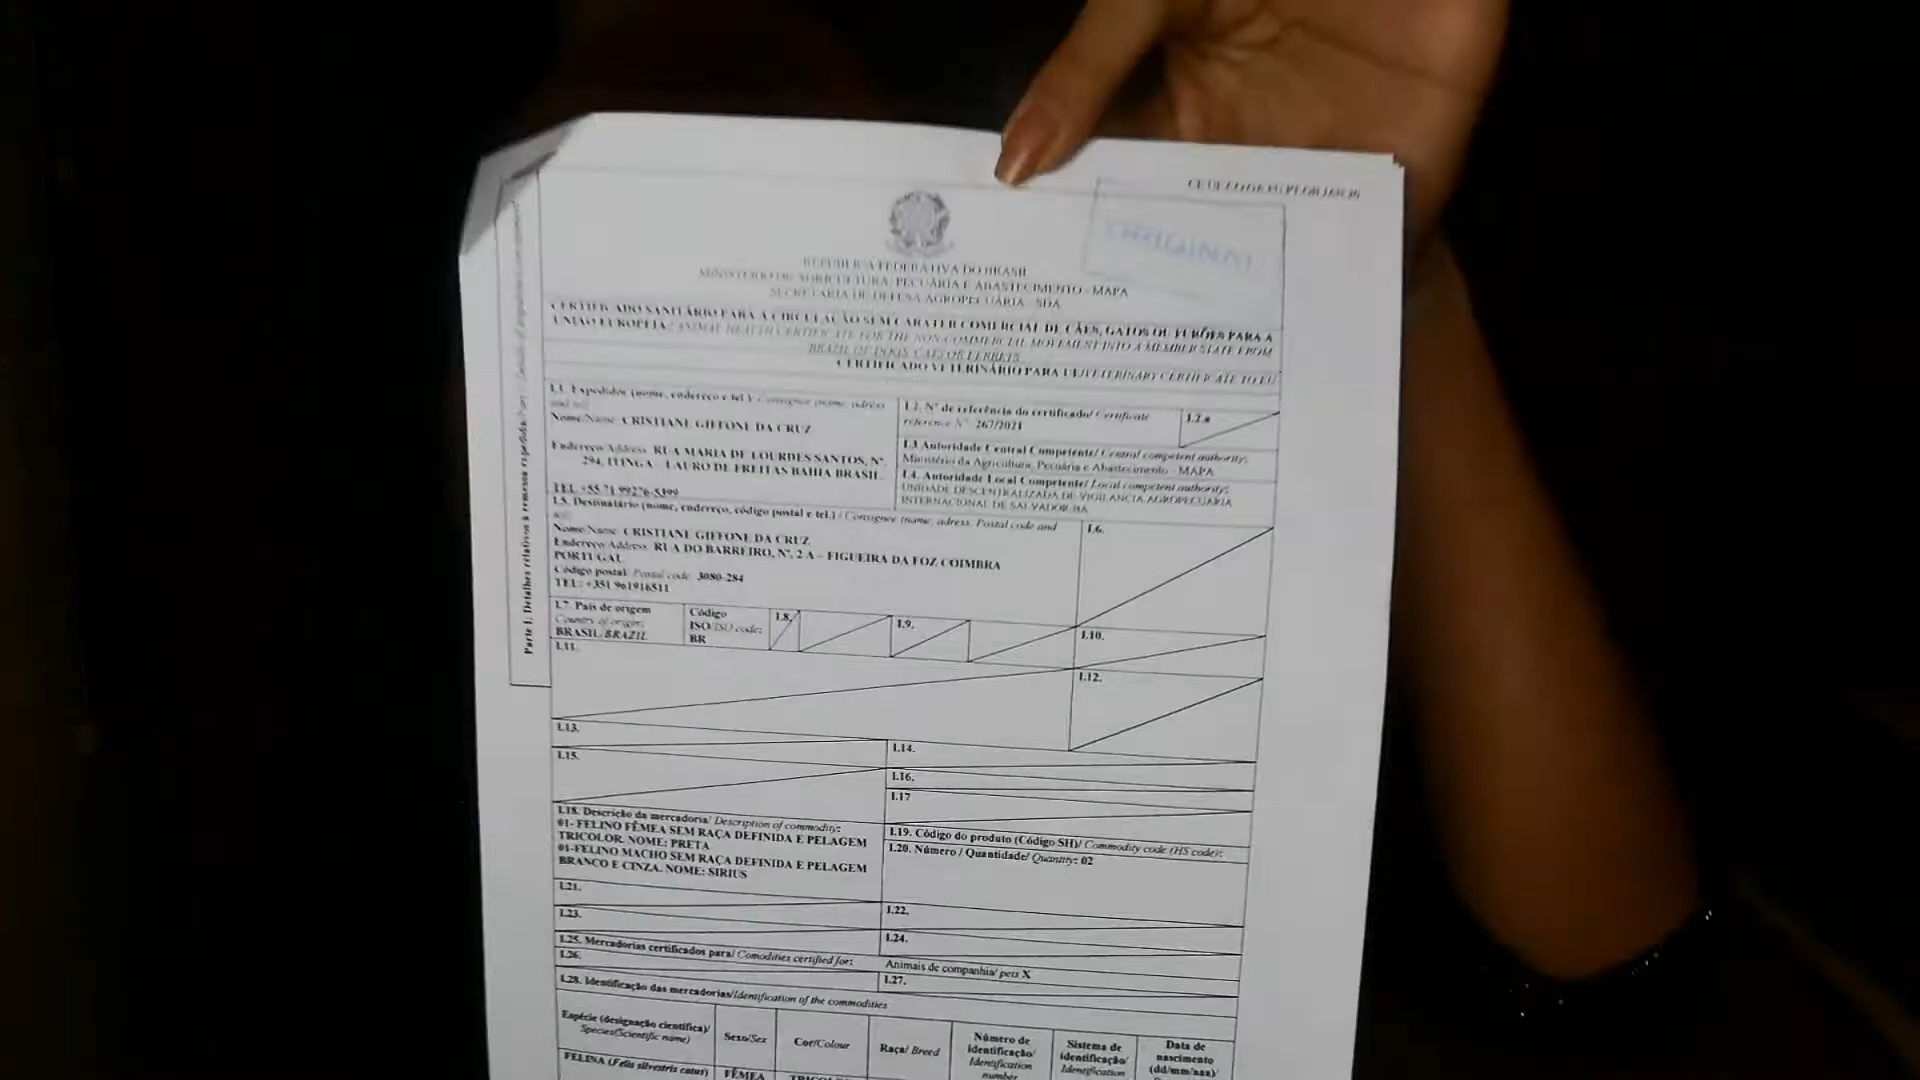 ORIGINAL
REPÚBLICA FEDERATIVA DO BRASIL
MINISTÉRIO DE AGRICULTURA, PECUÁRIA E ABASTECIMENTO - MAPA
SECRETARIA DE DEFESA AGROPECUÁRIA - SDA
CERTIFICADO SANITÁRIO PARA A CIRCULAÇÃO SEM CARATER COMERCIAL DE CÃES, GATOS OU FURÕES PARA A
UNIÃO EUROPEIA / ANIMAL HEALTH CERTIFICATE FOR THE NON-COMMERCIAL MOVEMENT INTO A MEMBER STATE FROM
BRAZIL OF DOGS, CATS OR FERRETS
CERTIFICADO VETERINÁRIO PARA UE/VETERINARY CERTIFICATE TO EU
Parte I: Detalhes relativos à remessa expedida/Part I: Details of dispatched consignment
I.1. Expedidor (nome, endereço e tel.) / Consignee (name, adress
and tel)
Nome/Name: CRISTIANE GIFFONE DA CRUZ
Endereço/Address: RUA MARIA DE LOURDES SANTOS, Nº.
294, ITINGA - LAURO DE FREITAS BAHIA BRASIL.
TEL +55 71 99276-5399
I.2. Nº de referência do certificado/ Certificate
reference Nº 267/2021
I.2.a
I.3 Autoridade Central Competente/ Central competent authority:
Ministério da Agricultura, Pecuária e Abastecimento - MAPA
I.4. Autoridade Local Competente/ Local competent authority:
UNIDADE DESCENTRALIZADA DE VIGILANCIA AGROPECUÁRIA
INTERNACIONAL DE SALVADOR-BA
I.5. Destinatário (nome, endereço, código postal e tel.) / Consignee (name, adress, Postal code and
tel)
Nome/Name: CRISTIANE GIFFONE DA CRUZ
Endereço/Address: RUA DO BARREIRO, Nº. 2 A – FIGUEIRA DA FOZ COIMBRA
PORTUGAL
Código postal/ Postal code: 3080-284
TEL: +351 961916511
I.6.
I.7. País de origem
Country of origin:
BRASIL/BRAZIL
Código
ISO/ISO code:
BR
I.8.
I.9.
I.10.
I.11.
I.12.
I.13.
I.14.
I.15.
I.16.
I.17
I.18. Descrição da mercadoria/ Description of commodity:
01- FELINO FÊMEA SEM RAÇA DEFINIDA E PELAGEM
TRICOLOR. NOME: PRETA
01-FELINO MACHO SEM RAÇA DEFINIDA E PELAGEM
BRANCO E CINZA. NOME: SIRIUS
I.19. Código do produto (Código SH)/ Commodity code (HS code):
I.20. Número / Quantidade/ Quantity: 02
I.21.
I.22.
I.23.
I.24.
I.25. Mercadorias certificados para/ Comodities certified for:
Animais de companhia/ pets X
I.26.
I.27.
I.28. Identificação das mercadorias/Identification of the commodities
Espécie (designação científica)/
Species(Scientific name)
Sexo/Sex
Cor/Colour
Raça/ Breed
Número de
identificação/
Identification
number
Sistema de
identificação/
Identification
Data de
nascimento
(dd/mm/aaa)/
FELINA (Felis silvestris catus)
FÊMEA